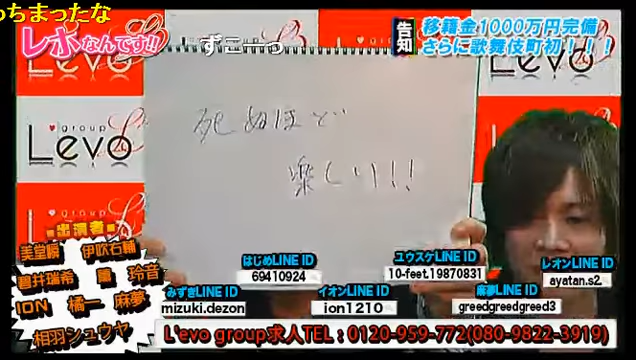 っちまったな
レホなんです!!
ずこーっ
告知
移籍金1000万円完備
さらに歌舞伎町初!!!
group
Levo
死ぬほど
楽しい!!
group
Levo
group
Levo
group
出演者
伊吹右輔
碧井瑞希
玲音
ION
橘一
麻夢
相羽シュウヤ
はじめLINE ID
69410924
ユウスケLINE ID
10-feet.19870831
レオンLINE ID
ayatan.s2.
みずきLINE ID
mizuki.dezon
イオンLINE ID
ion1210
麻夢LINE ID
greedgreedgreed3
L'evo group求人TEL:0120-959-772(080-9822-3919)